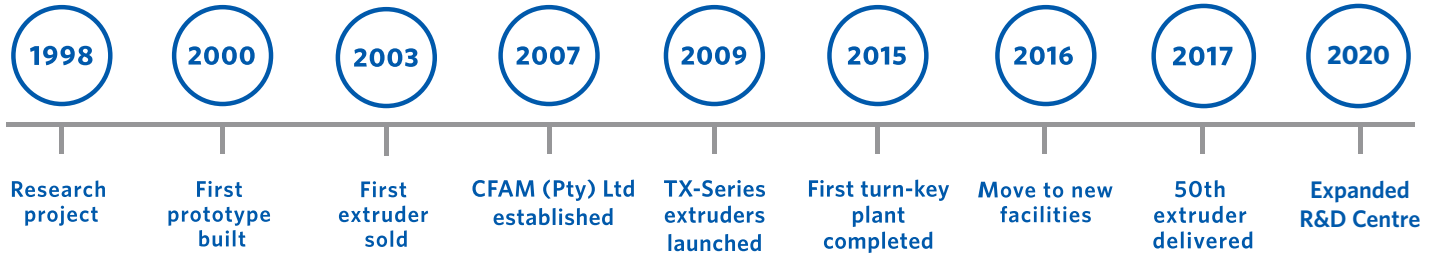 1998
2000
2003
2007
2009
2015
2016
2017
2020
Research
project
First
prototype
built
First
extruder
sold
CFAM (Pty) Ltd
established
TX-Series
extruders
launched
First turn-key
plant
completed
Move to new
facilities
50th
extruder
delivered
Expanded
R&D Centre